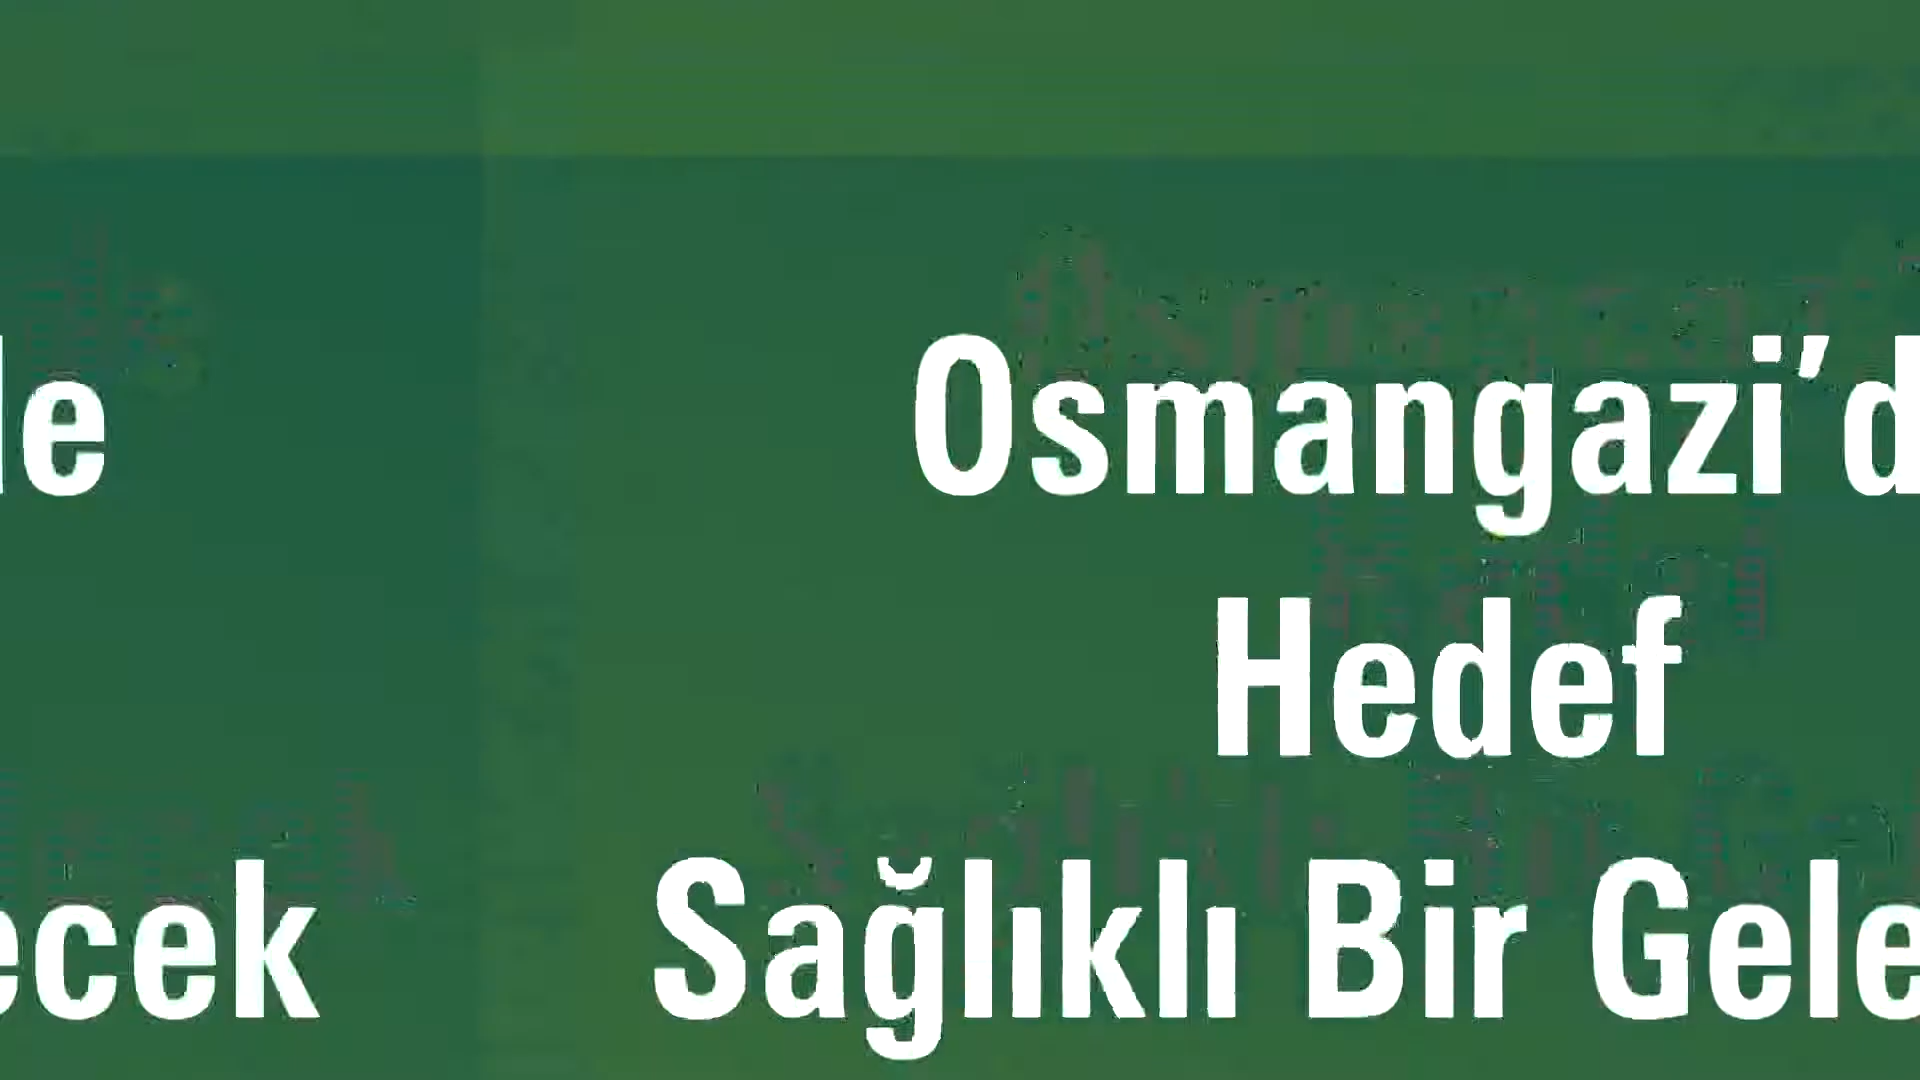 le Osmangazi’d
Hedef
ecek Sağlıklı Bir Gele